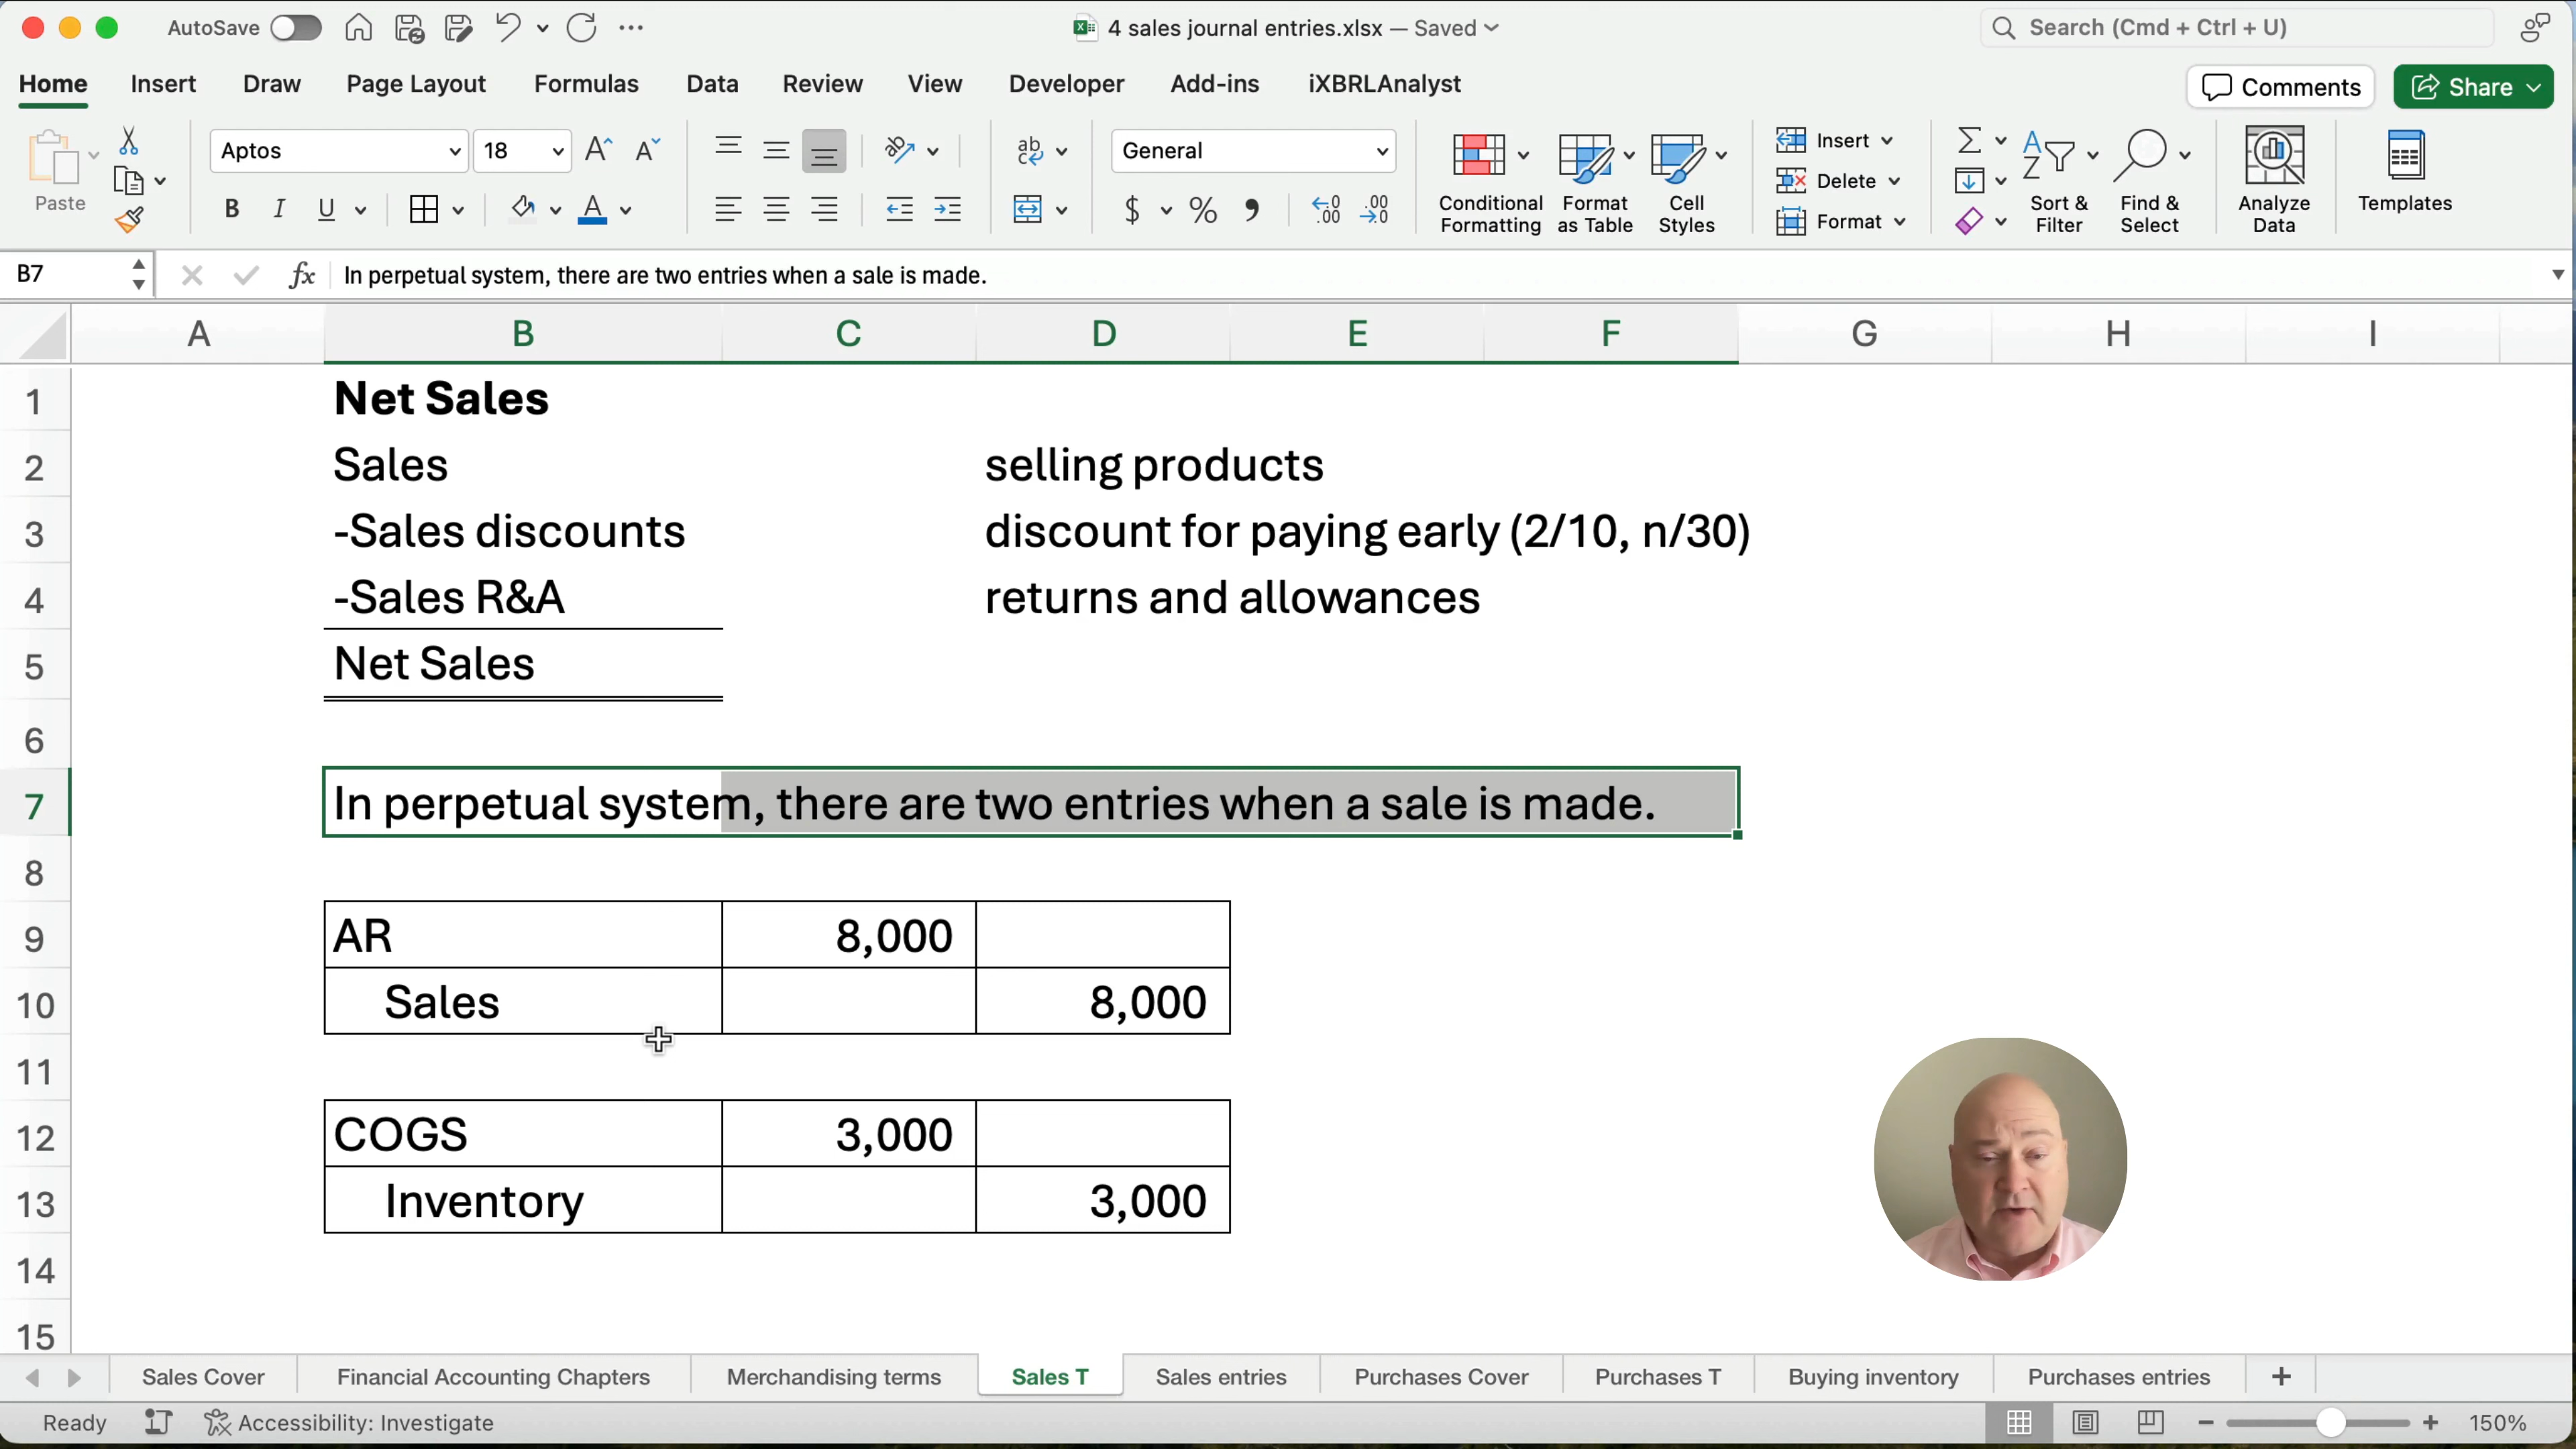 AutoSave
4 sales journal entries.xlsx — Saved
Search (Cmd + Ctrl + U)
Home Insert Draw Page Layout Formulas Data Review View Developer Add-ins iXBRLAnalyst
Comments Share
Paste
Aptos 18
B I U A
ab c
General
$ % 9
Conditional Formatting
Format as Table
Cell Styles
Insert
Delete
Format
Sort & Filter
Find & Select
Analyze Data
Templates
B7 fx In perpetual system, there are two entries when a sale is made.
A B C D E F G H I
1 Net Sales
2 Sales selling products
3 -Sales discounts discount for paying early (2/10, n/30)
4 -Sales R&A returns and allowances
5 Net Sales
6
7 In perpetual system, there are two entries when a sale is made.
8
9 AR 8,000
10 Sales 8,000
11
12 COGS 3,000
13 Inventory 3,000
14
15
Sales Cover Financial Accounting Chapters Merchandising terms Sales T Sales entries Purchases Cover Purchases T Buying inventory Purchases entries +
Ready Accessibility: Investigate 150%